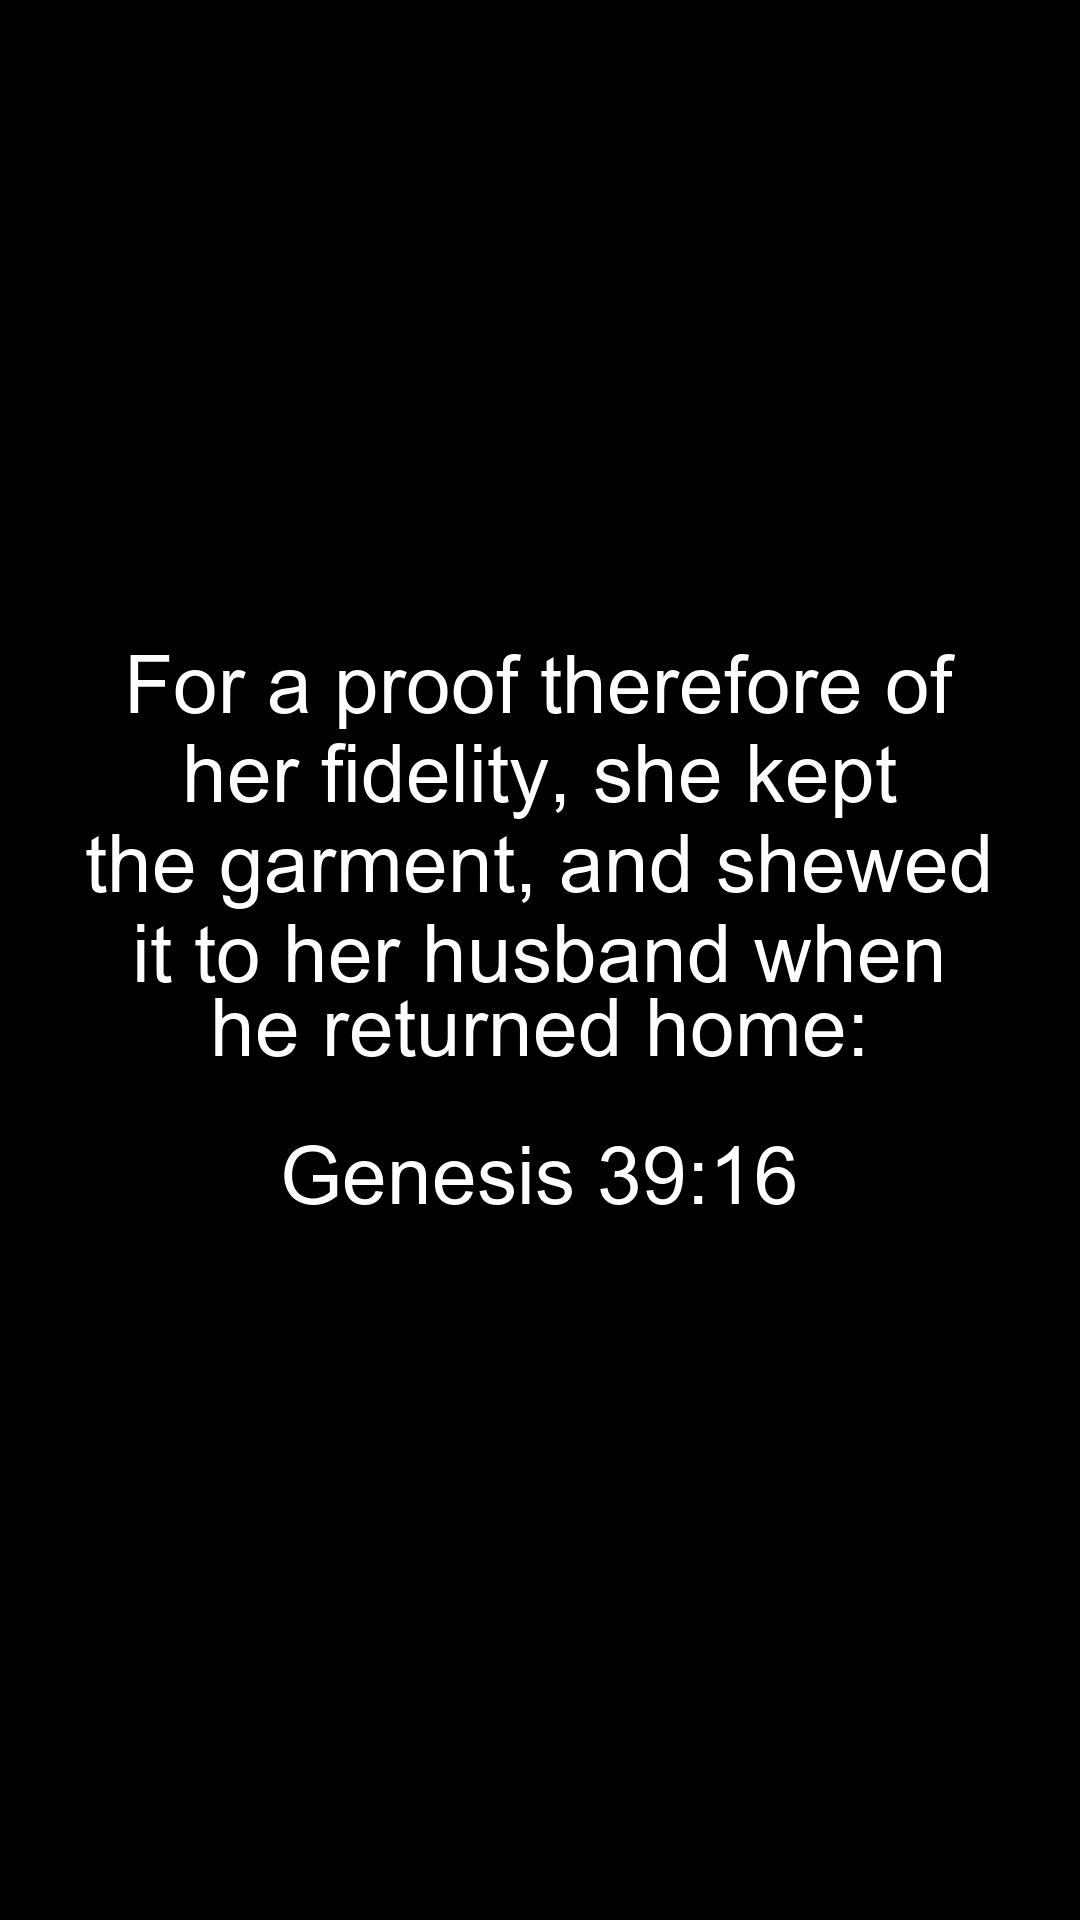 For a proof therefore of
her fidelity, she kept
the garment, and shewed
it to her husband when
he returned home:
Genesis 39:16